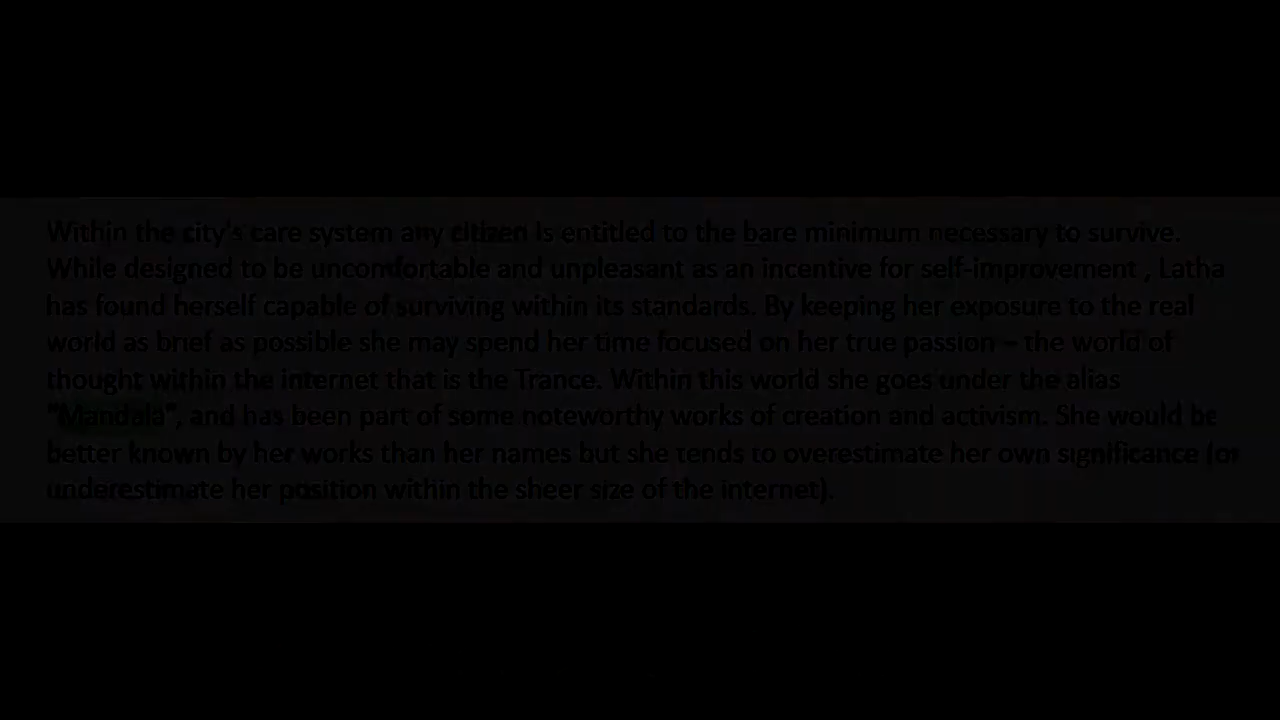 Within the city's care system any citizen is entitled to the bare minimum necessary to survive.
While designed to be uncomfortable and unpleasant as an incentive for self-improvement , Latha
has found herself capable of surviving within its standards. By keeping her exposure to the real
world as brief as possible she may spend her time focused on her true passion – the world of
thought within the internet that is the Trance. Within this world she goes under the alias
"Mandala", and has been part of some noteworthy works of creation and activism. She would be
better known by her works than her names but she tends to overestimate her own significance (or
underestimate her position within the sheer size of the internet).